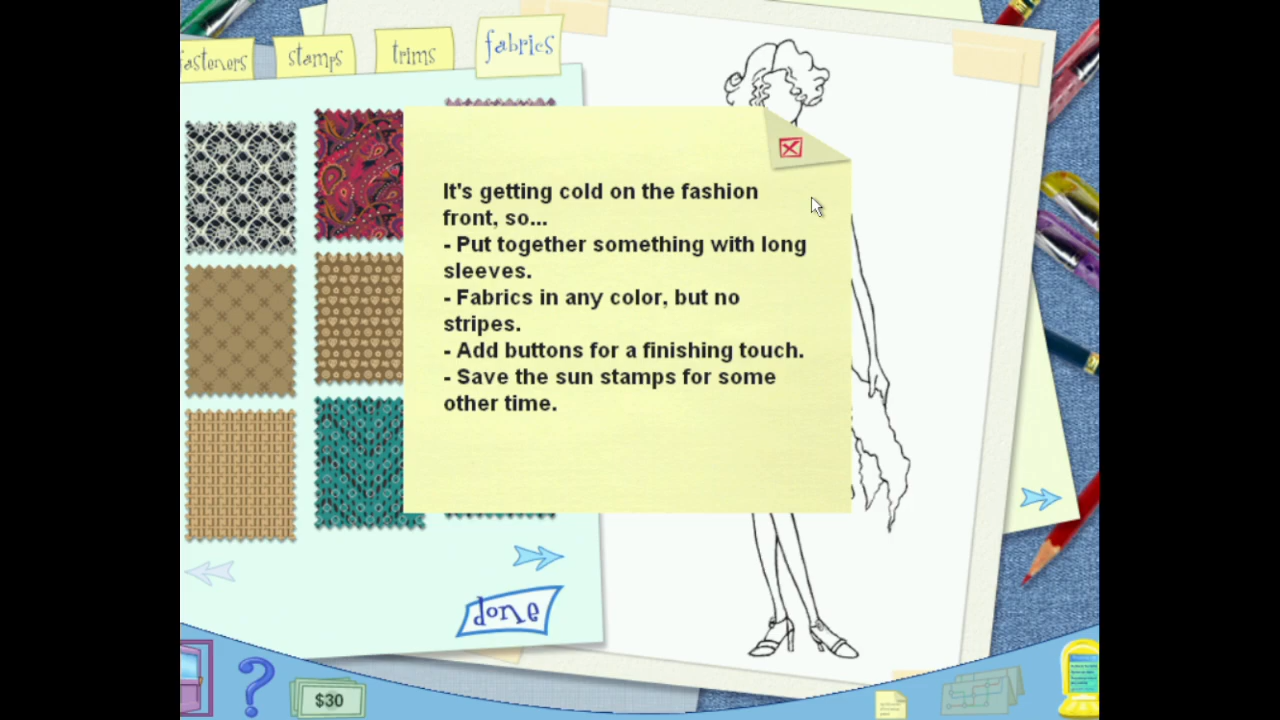 fasteners
stamps
trims
fabrics
It's getting cold on the fashion
front, so...
- Put together something with long
sleeves.
- Fabrics in any color, but no
stripes.
- Add buttons for a finishing touch.
- Save the sun stamps for some
other time.
done
$30